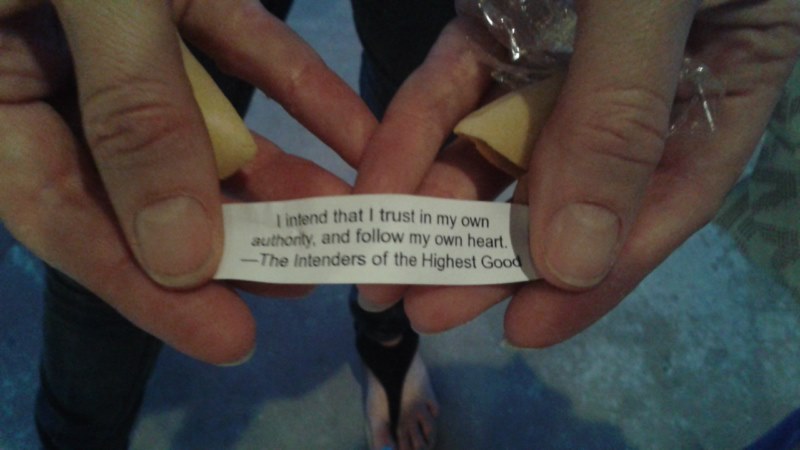 I intend that I trust in my own
authority, and follow my own heart.
—The Intenders of the Highest Good